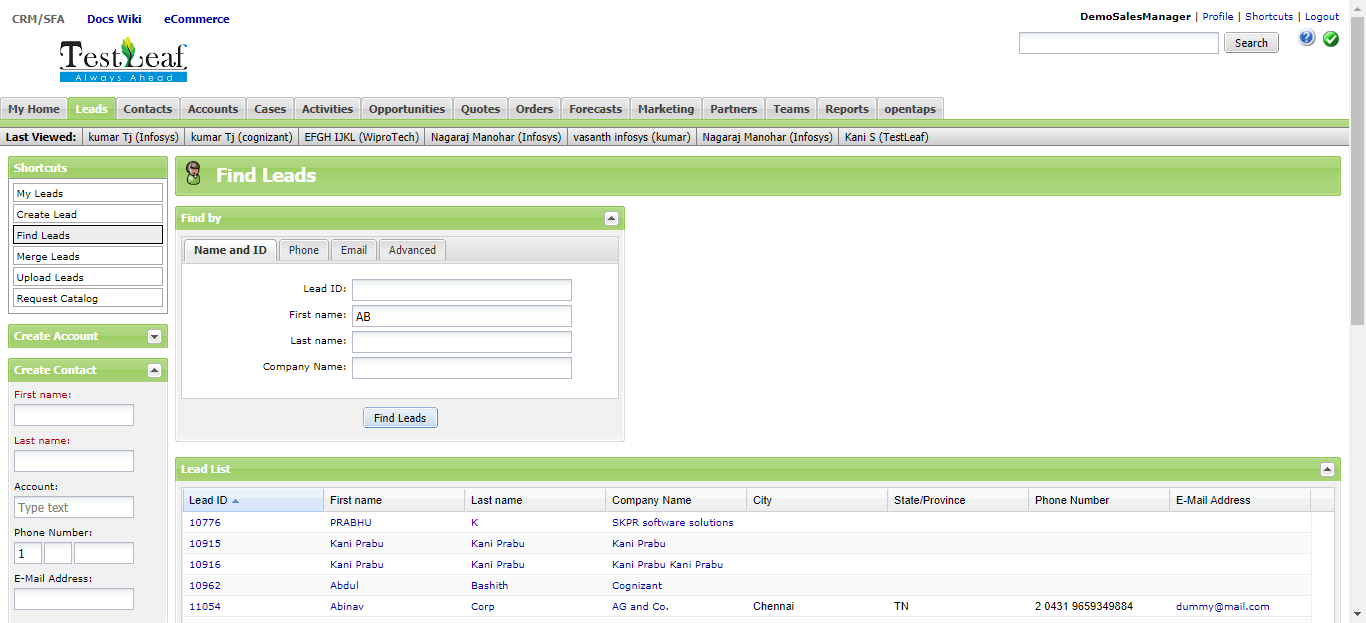 CRM/SFA Docs Wiki eCommerce
DemoSalesManager | Profile | Shortcuts | Logout
TestLeaf
Always Ahead
Search
My Home Leads Contacts Accounts Cases Activities Opportunities Quotes Orders Forecasts Marketing Partners Teams Reports opentaps
Last Viewed: kumar Tj (Infosys) kumar Tj (cognizant) EFGH IJKL (WiproTech) Nagaraj Manohar (Infosys) vasanth infosys (kumar) Nagaraj Manohar (Infosys) Kani S (TestLeaf)
Shortcuts
My Leads
Create Lead
Find Leads
Merge Leads
Upload Leads
Request Catalog
Create Account
Create Contact
First name:
Last name:
Account:
Type text
Phone Number:
1
E-Mail Address:
Find Leads
Find by
Name and ID Phone Email Advanced
Lead ID:
First name: AB
Last name:
Company Name:
Find Leads
Lead List
Lead ID First name Last name Company Name City State/Province Phone Number E-Mail Address
10776 PRABHU K SKPR software solutions
10915 Kani Prabu Kani Prabu Kani Prabu
10916 Kani Prabu Kani Prabu Kani Prabu Kani Prabu
10962 Abdul Bashith Cognizant
11054 Abinav Corp AG and Co. Chennai TN 2 0431 9659349884 dummy@mail.com